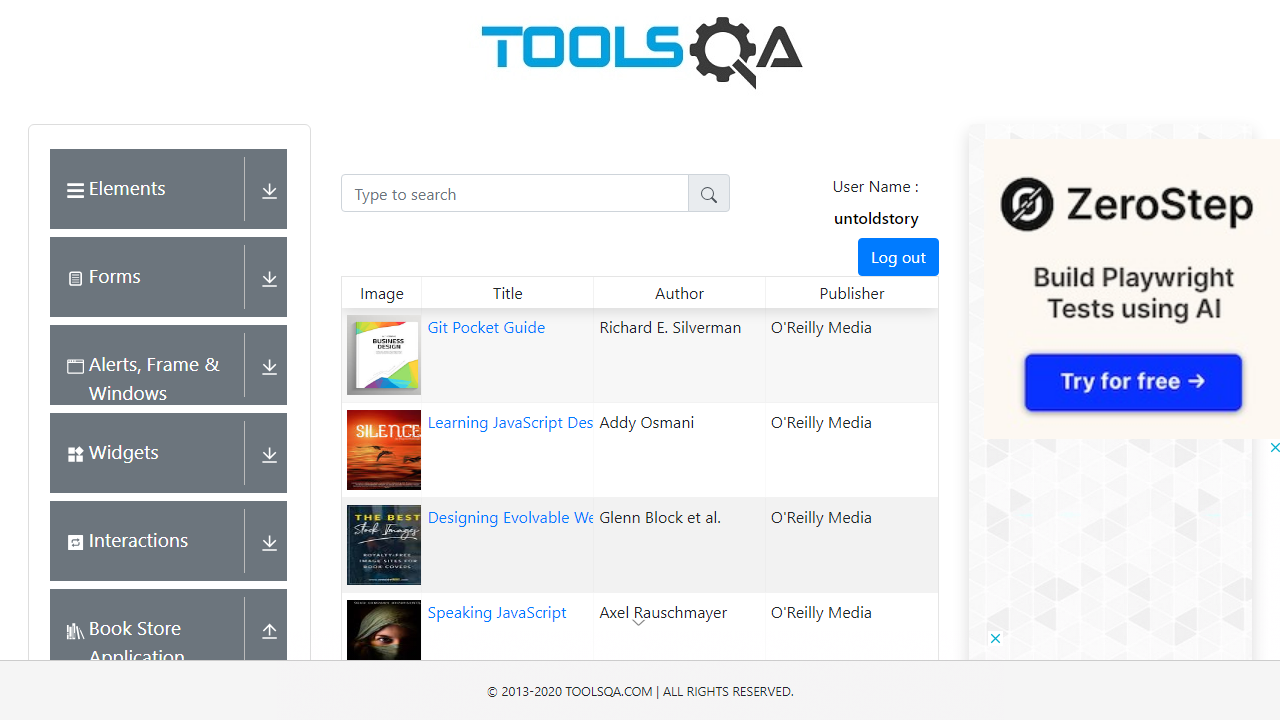 TOOLSQA
Elements
Forms
Alerts, Frame &
Windows
Widgets
Interactions
Book Store
Application
Type to search
User Name :
untoldstory
Log out
Image Title Author Publisher
BUSINESS
DESIGN
Git Pocket Guide Richard E. Silverman O'Reilly Media
SILENCE
Learning JavaScript Des Addy Osmani O'Reilly Media
THE BEST
Stock Images
ROYALTY-FREE
IMAGE SITES FOR
BOOK COVERS
Designing Evolvable We Glenn Block et al. O'Reilly Media
Speaking JavaScript Axel Rauschmayer O'Reilly Media
ZeroStep
Build Playwright
Tests using AI
Try for free →
© 2013-2020 TOOLSQA.COM | ALL RIGHTS RESERVED.